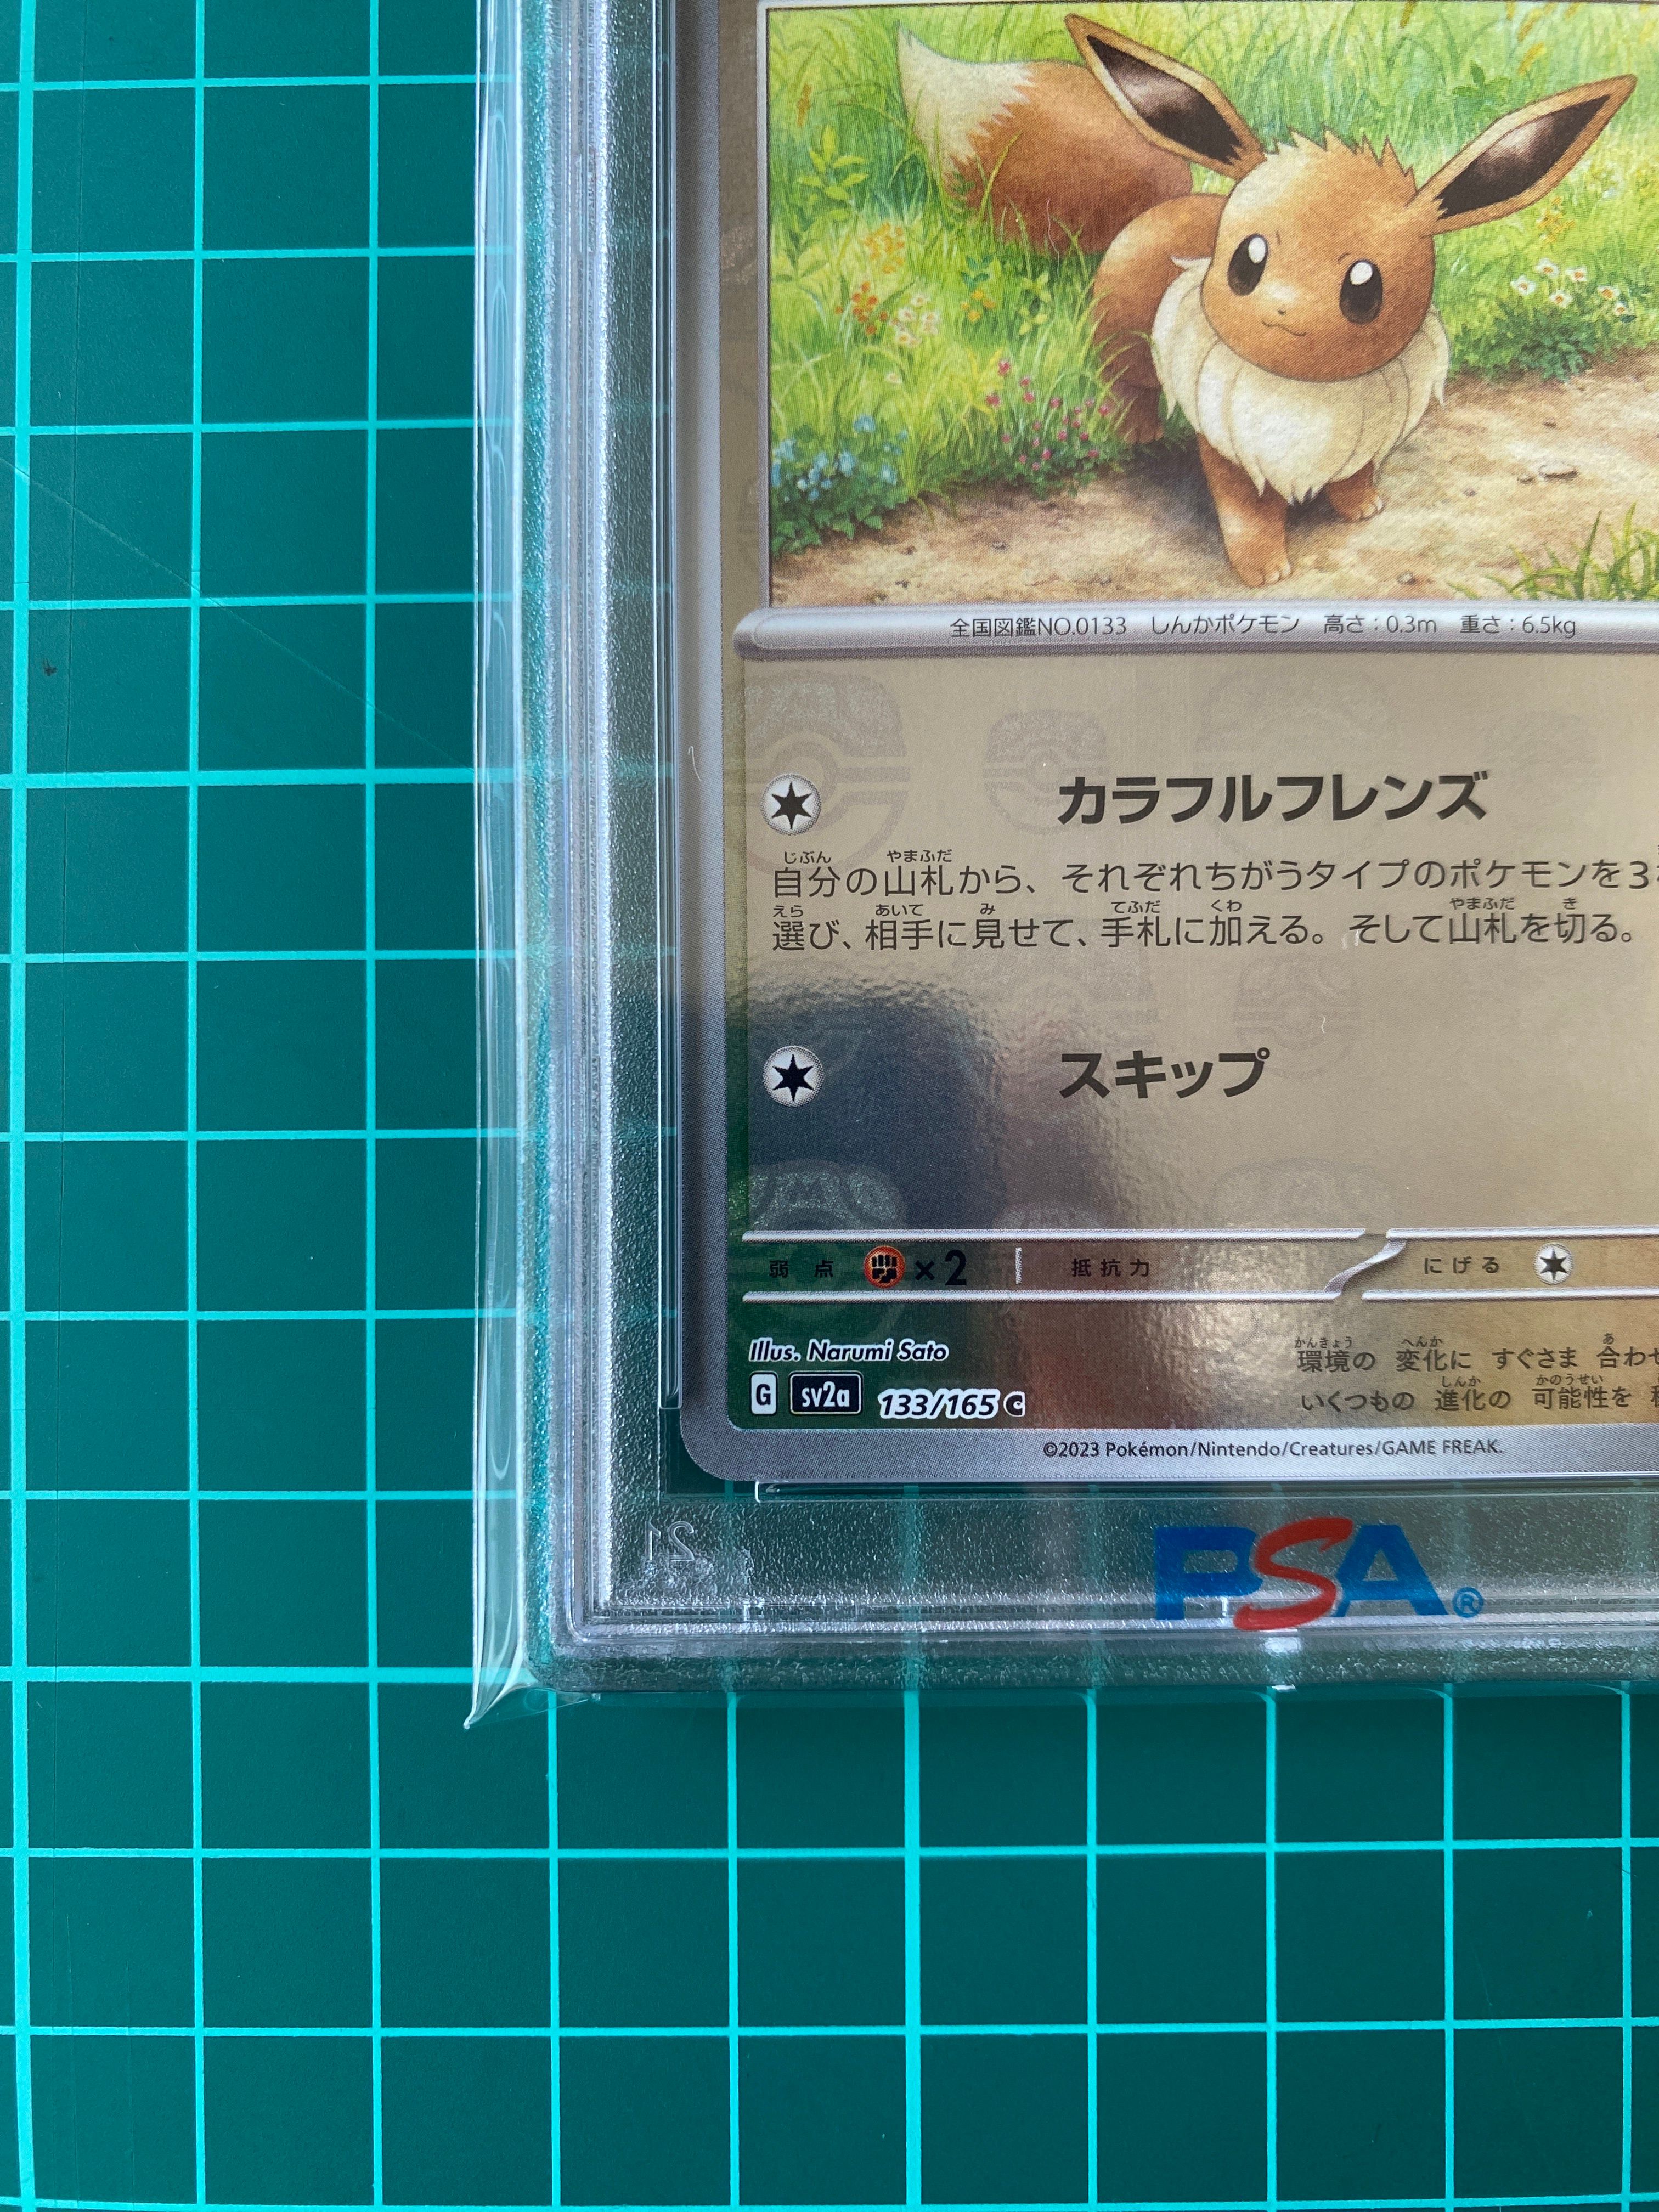 全国図鑑NO.0133 しんかポケモン 高さ:0.3m 重さ:6.5kg
カラフルフレンズ
じぶん やまふだ
自分の山札から、それぞれちがうタイプのポケモンを3
えら あいて み てふだ くわ やまふだ き
選び、相手に見せて、手札に加える。そして山札を切る。
スキップ
弱点 ×2 抵抗力 にげる
Illus. Narumi Sato
かんきょう へんか あ
環境の 変化に すぐさま 合わせ
G sv2a 133/165 C
しんか かのうせい
いくつもの 進化の 可能性を
©2023 Pokémon/Nintendo/Creatures/GAME FREAK.
21
PSA®